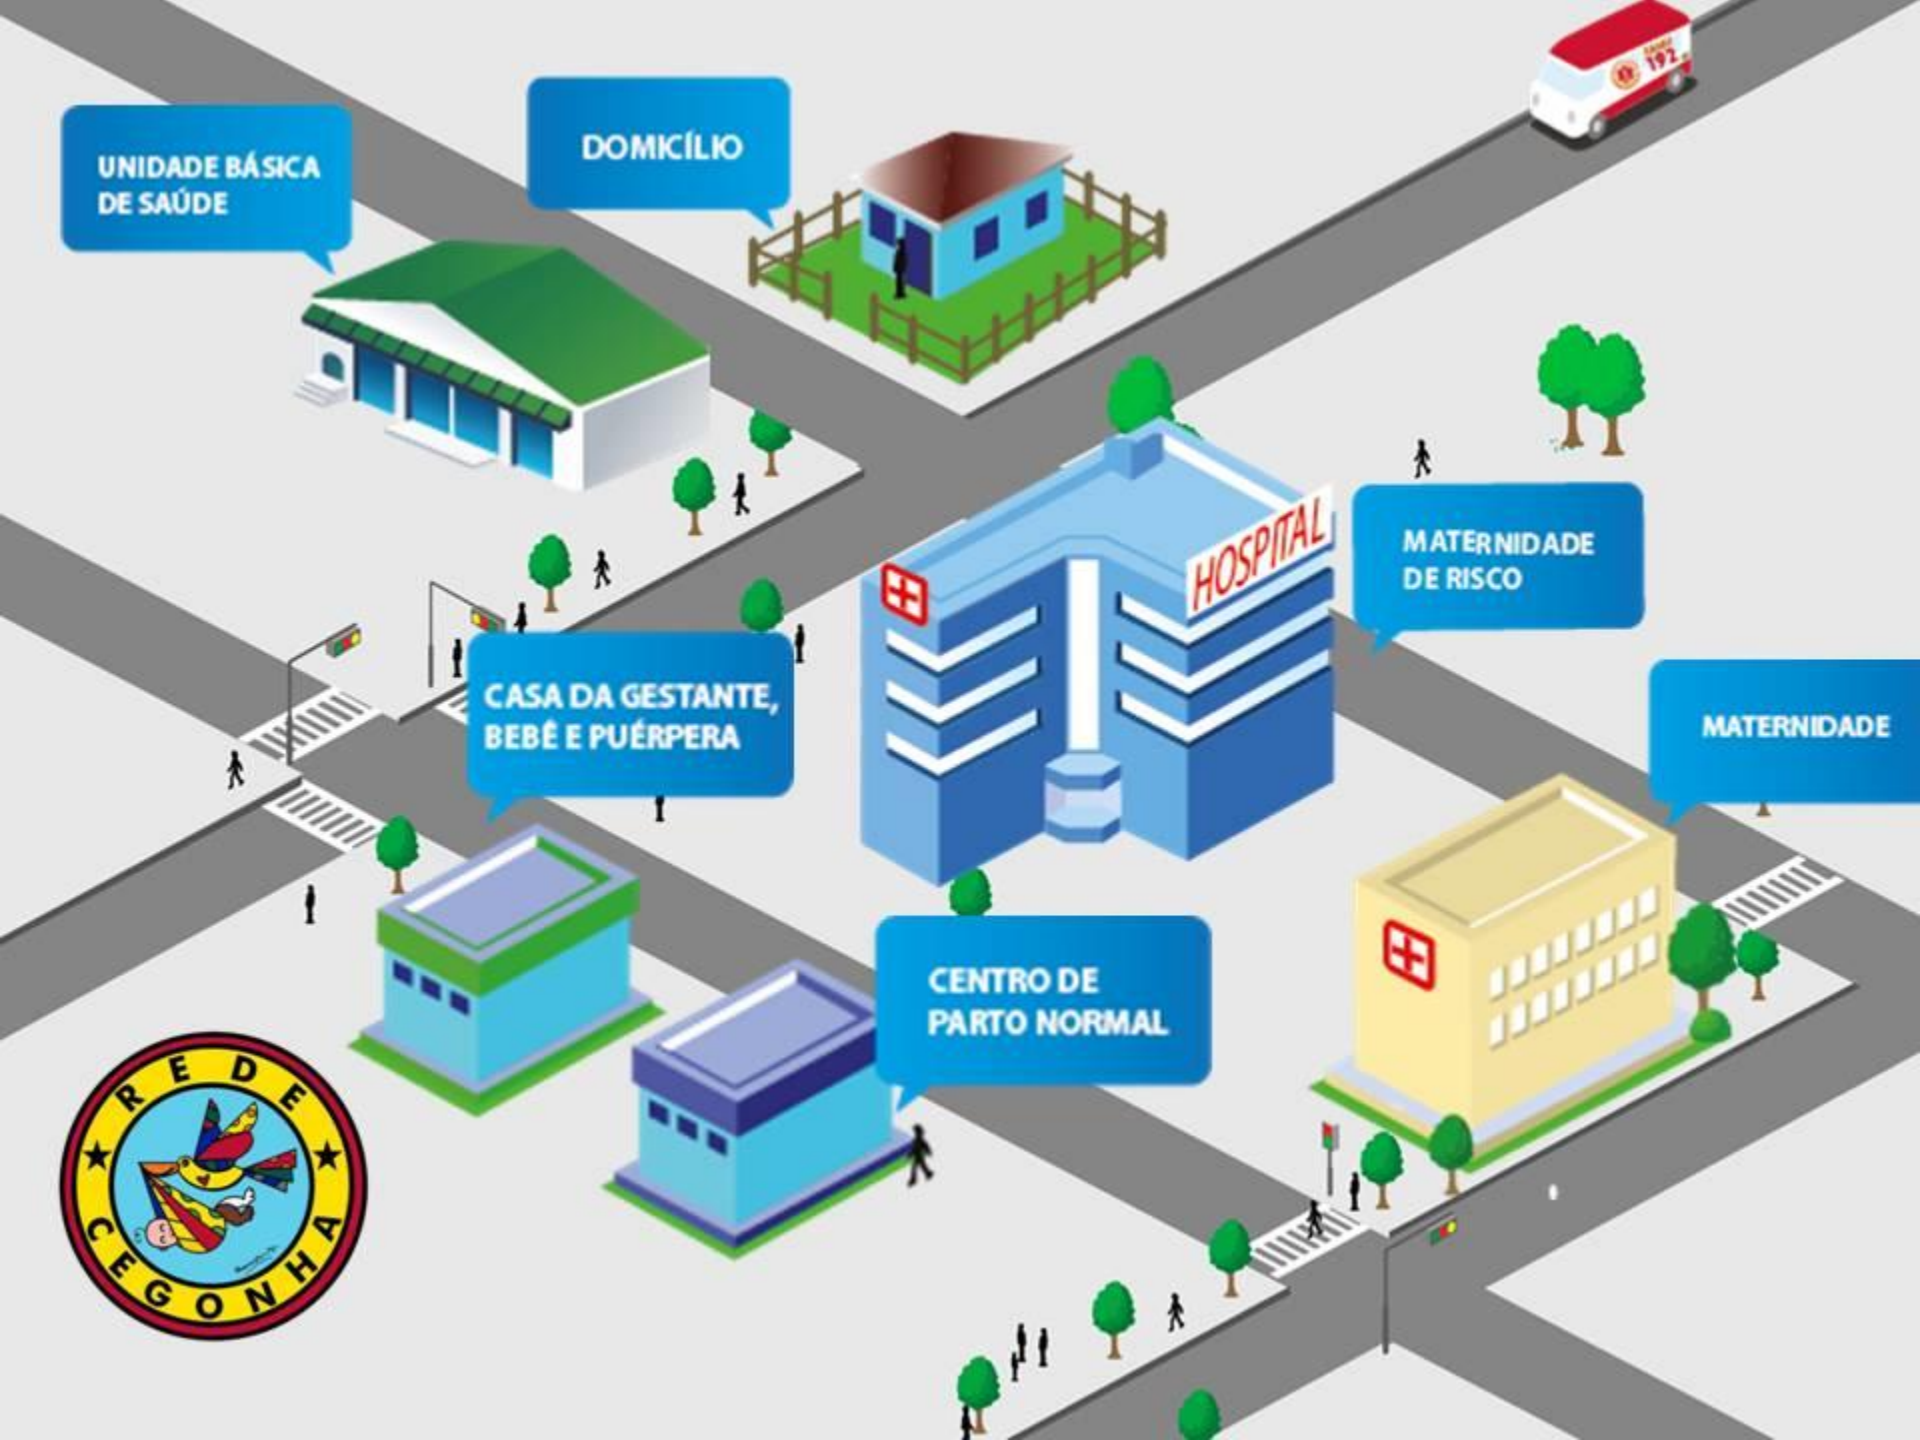 SAMU
192
DOMICÍLIO
UNIDADE BÁSICA
DE SAÚDE
HOSPITAL
MATERNIDADE
DE RISCO
CASA DA GESTANTE,
BEBÊ E PUÉRPERA
MATERNIDADE
CENTRO DE
PARTO NORMAL
REDE
CEGONHA